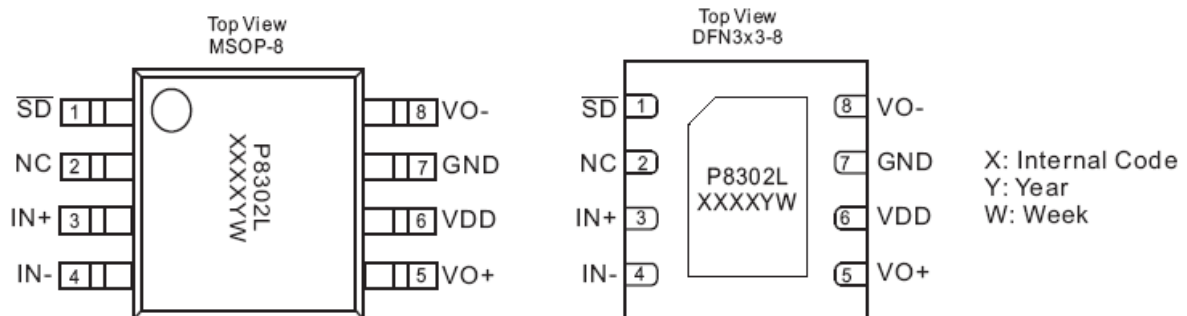 Top View
MSOP-8
S̅D̅ 1
NC 2
IN+ 3
IN- 4
P8302L
XXXXYW
8 VO-
7 GND
6 VDD
5 VO+
Top View
DFN3x3-8
S̅D̅ 1
NC 2
IN+ 3
IN- 4
P8302L
XXXXYW
8 VO-
7 GND
6 VDD
5 VO+
X: Internal Code
Y: Year
W: Week